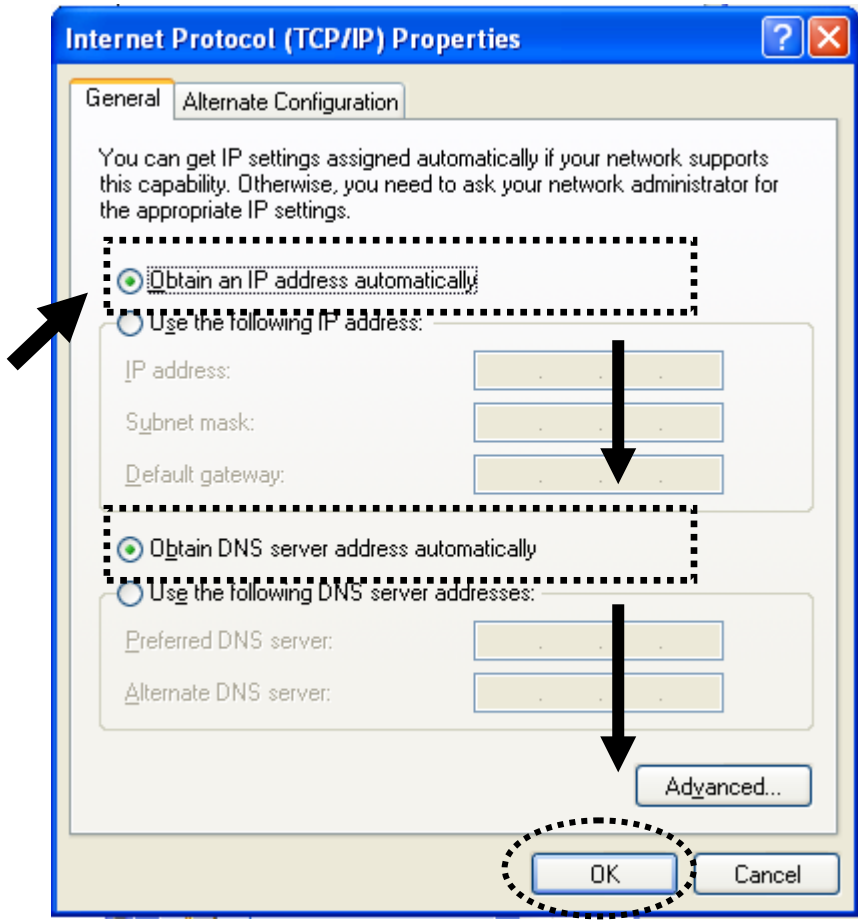 Internet Protocol (TCP/IP) Properties
General
Alternate Configuration
You can get IP settings assigned automatically if your network supports
this capability. Otherwise, you need to ask your network administrator for
the appropriate IP settings.
Obtain an IP address automatically
Use the following IP address:
IP address:
Subnet mask:
Default gateway:
Obtain DNS server address automatically
Use the following DNS server addresses:
Preferred DNS server:
Alternate DNS server:
Advanced...
OK
Cancel